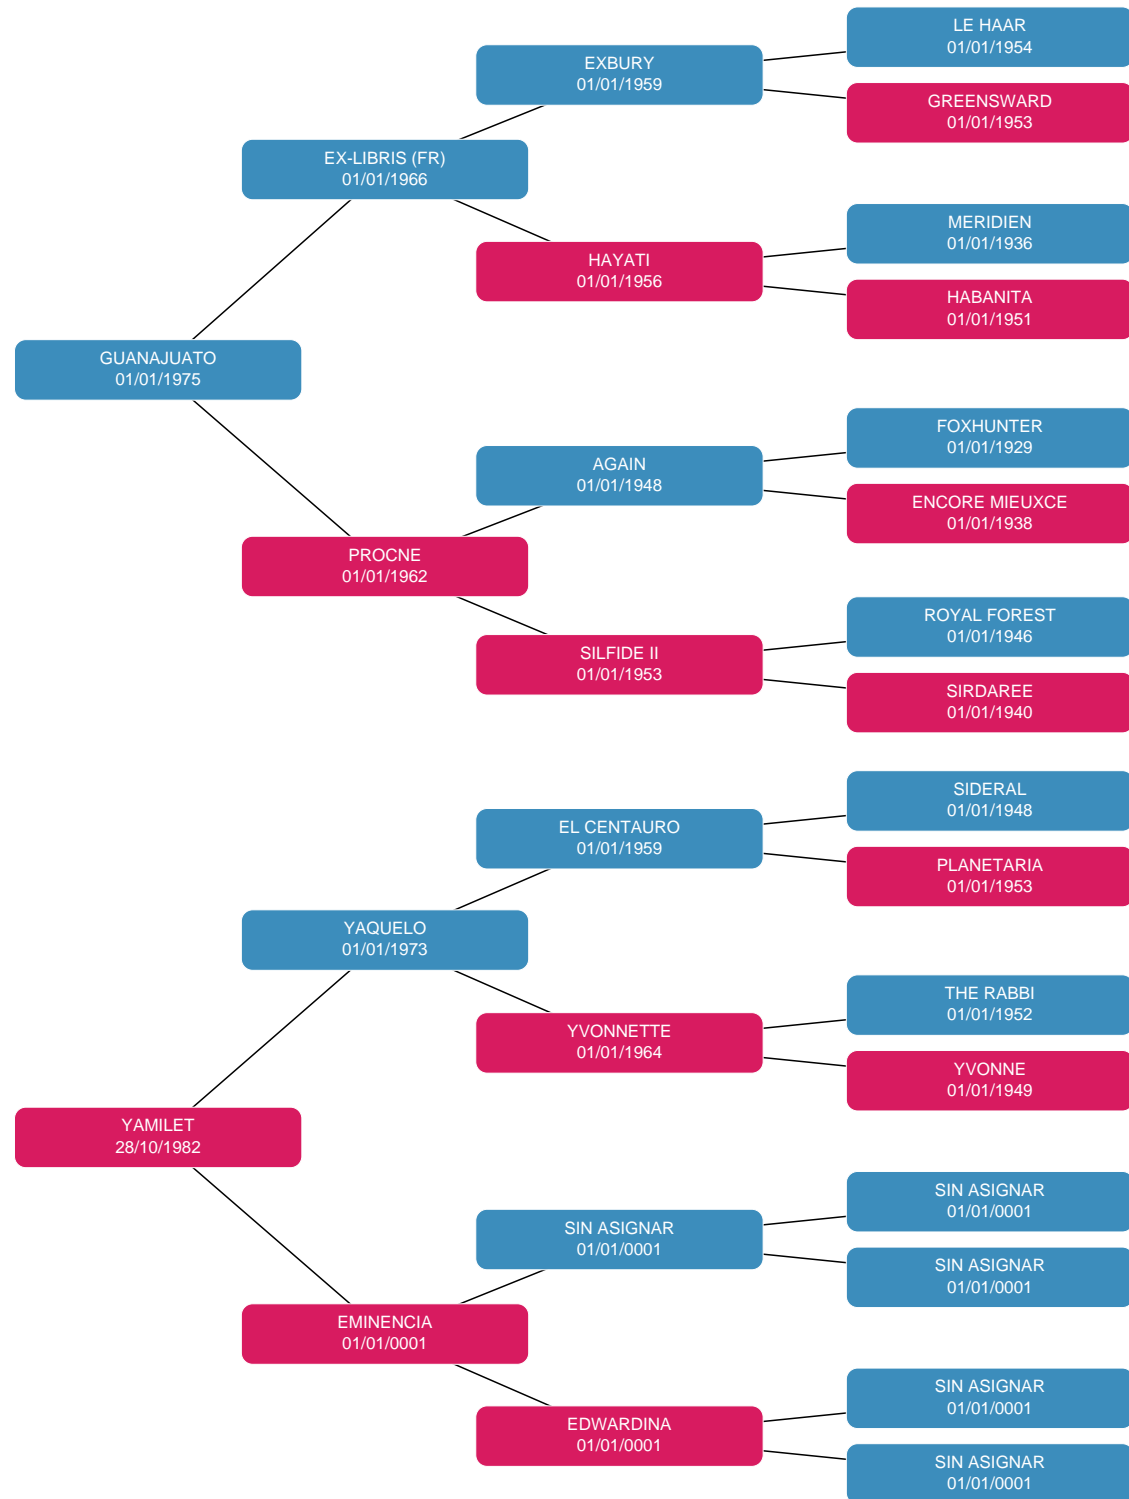 LE HAAR
01/01/1954
EXBURY
01/01/1959
GREENSWARD
01/01/1953
EX-LIBRIS (FR)
01/01/1966
MERIDIEN
01/01/1936
HAYATI
01/01/1956
HABANITA
01/01/1951
GUANAJUATO
01/01/1975
FOXHUNTER
01/01/1929
AGAIN
01/01/1948
ENCORE MIEUXCE
01/01/1938
PROCNE
01/01/1962
ROYAL FOREST
01/01/1946
SILFIDE II
01/01/1953
SIRDAREE
01/01/1940
SIDERAL
01/01/1948
EL CENTAURO
01/01/1959
PLANETARIA
01/01/1953
YAQUELO
01/01/1973
THE RABBI
01/01/1952
YVONNETTE
01/01/1964
YVONNE
01/01/1949
YAMILET
28/10/1982
SIN ASIGNAR
01/01/0001
SIN ASIGNAR
01/01/0001
SIN ASIGNAR
01/01/0001
EMINENCIA
01/01/0001
SIN ASIGNAR
01/01/0001
EDWARDINA
01/01/0001
SIN ASIGNAR
01/01/0001